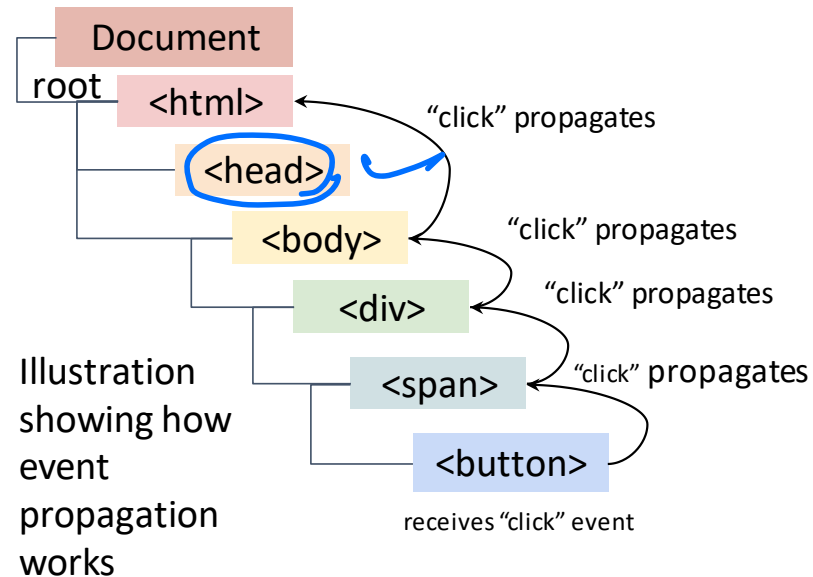 Document
root
<html>
“click” propagates
<head>
<body>
“click” propagates
<div>
“click” propagates
<span>
“click” propagates
<button>
receives “click” event
Illustration
showing how
event
propagation
works